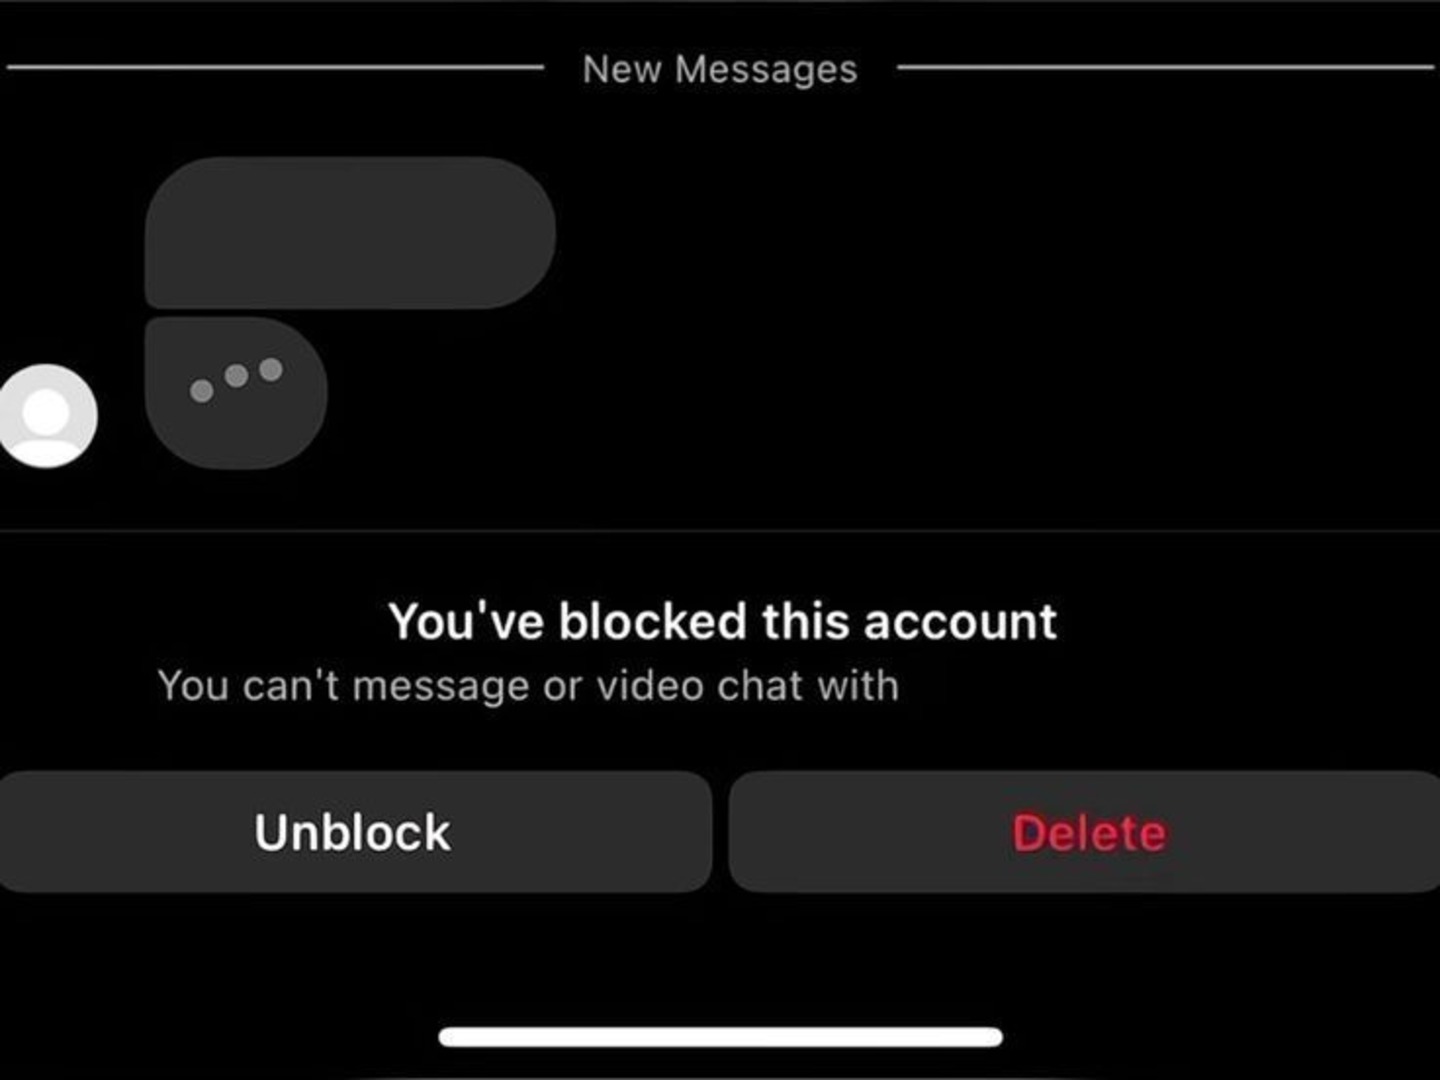 New Messages
You've blocked this account
You can't message or video chat with
Unblock
Delete